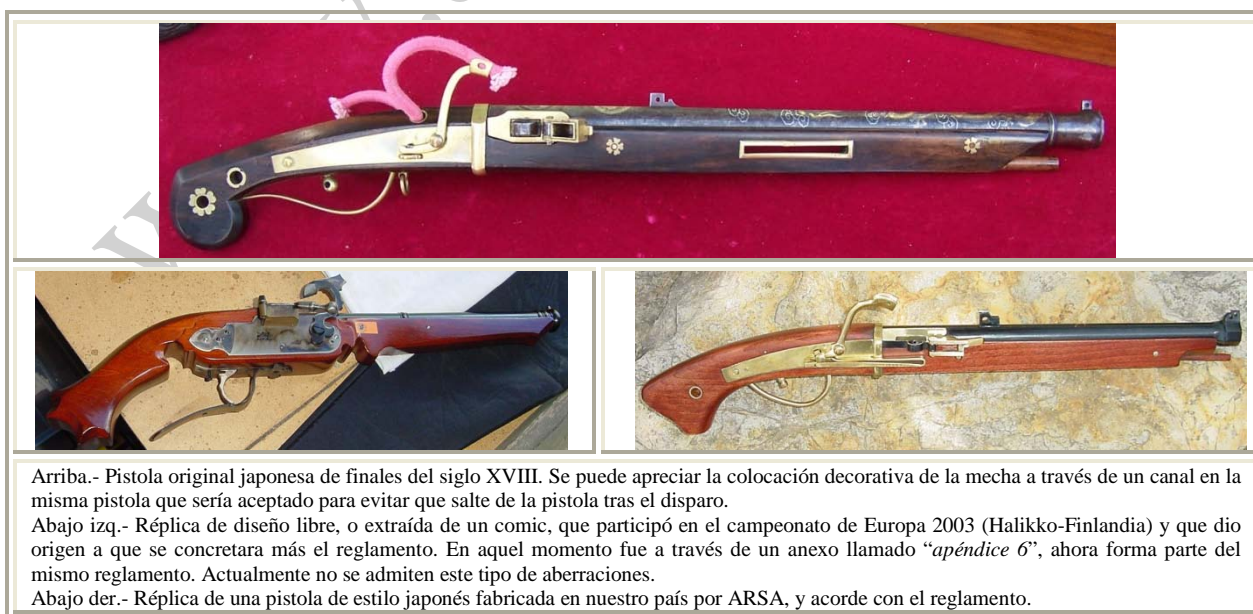 Arriba.- Pistola original japonesa de finales del siglo XVIII. Se puede apreciar la colocación decorativa de la mecha a través de un canal en la
misma pistola que sería aceptado para evitar que salte de la pistola tras el disparo.
Abajo izq.- Réplica de diseño libre, o extraída de un comic, que participó en el campeonato de Europa 2003 (Halikko-Finlandia) y que dio
origen a que se concretara más el reglamento. En aquel momento fue a través de un anexo llamado “apéndice 6”, ahora forma parte del
mismo reglamento. Actualmente no se admiten este tipo de aberraciones.
Abajo der.- Réplica de una pistola de estilo japonés fabricada en nuestro país por ARSA, y acorde con el reglamento.